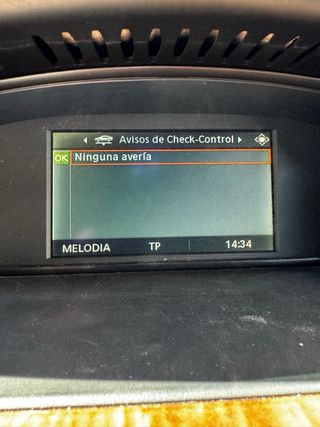 Avisos de Check-Control
OK Ninguna avería
MELODIA TP 14:34